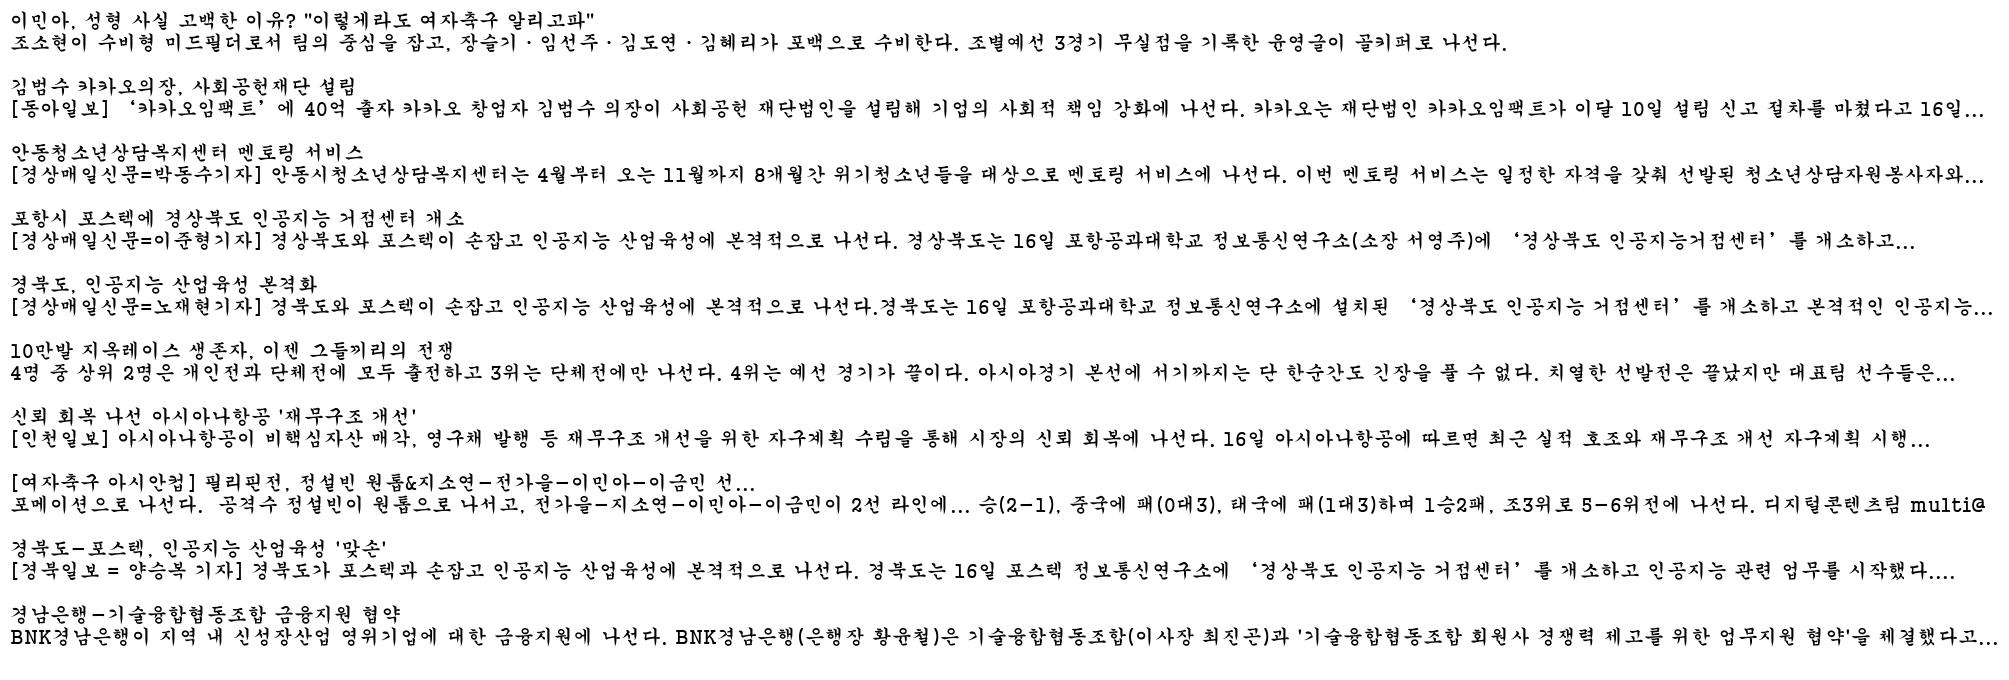 이민아, 성형 사실 고백한 이유? "이렇게라도 여자축구 알리고파"
조소현이 수비형 미드필더로서 팀의 중심을 잡고, 장슬기·임선주·김도연·김혜리가 포백으로 수비한다. 조별예선 3경기 무실점을 기록한 윤영글이 골키퍼로 나선다.
김범수 카카오의장, 사회공헌재단 설립
[동아일보] ‘카카오임팩트’에 40억 출자 카카오 창업자 김범수 의장이 사회공헌 재단법인을 설립해 기업의 사회적 책임 강화에 나선다. 카카오는 재단법인 카카오임팩트가 이달 10일 설립 신고 절차를 마쳤다고 16일...
안동청소년상담복지센터 멘토링 서비스
[경상매일신문=박동수기자] 안동시청소년상담복지센터는 4월부터 오는 11월까지 8개월간 위기청소년들을 대상으로 멘토링 서비스에 나선다. 이번 멘토링 서비스는 일정한 자격을 갖춰 선발된 청소년상담자원봉사자와...
포항시 포스텍에 경상북도 인공지능 거점센터 개소
[경상매일신문=이준형기자] 경상북도와 포스텍이 손잡고 인공지능 산업육성에 본격적으로 나선다. 경상북도는 16일 포항공과대학교 정보통신연구소(소장 서영주)에 ‘경상북도 인공지능거점센터’를 개소하고...
경북도, 인공지능 산업육성 본격화
[경상매일신문=노재현기자] 경북도와 포스텍이 손잡고 인공지능 산업육성에 본격적으로 나선다.경북도는 16일 포항공과대학교 정보통신연구소에 설치된 ‘경상북도 인공지능 거점센터’를 개소하고 본격적인 인공지능...
10만발 지옥레이스 생존자, 이젠 그들끼리의 전쟁
4명 중 상위 2명은 개인전과 단체전에 모두 출전하고 3위는 단체전에만 나선다. 4위는 예선 경기가 끝이다. 아시아경기 본선에 서기까지는 단 한순간도 긴장을 풀 수 없다. 치열한 선발전은 끝났지만 대표팀 선수들은...
신뢰 회복 나선 아시아나항공 '재무구조 개선'
[인천일보] 아시아나항공이 비핵심자산 매각, 영구채 발행 등 재무구조 개선을 위한 자구계획 수립을 통해 시장의 신뢰 회복에 나선다. 16일 아시아나항공에 따르면 최근 실적 호조와 재무구조 개선 자구계획 시행...
[여자축구 아시안컵] 필리핀전, 정설빈 원톱&지소연-전가을-이민아-이금민 선...
포메이션으로 나선다. 공격수 정설빈이 원톱으로 나서고, 전가을-지소연-이민아-이금민이 2선 라인에... 승(2-1), 중국에 패(0대3), 태국에 패(1대3)하며 1승2패, 조3위로 5-6위전에 나선다. 디지털콘텐츠팀 multi@
경북도-포스텍, 인공지능 산업육성 '맞손'
[경북일보 = 양승복 기자] 경북도가 포스텍과 손잡고 인공지능 산업육성에 본격적으로 나선다. 경북도는 16일 포스텍 정보통신연구소에 ‘경상북도 인공지능 거점센터’를 개소하고 인공지능 관련 업무를 시작했다....
경남은행-기술융합협동조합 금융지원 협약
BNK경남은행이 지역 내 신성장산업 영위기업에 대한 금융지원에 나선다. BNK경남은행(은행장 황윤철)은 기술융합협동조합(이사장 최진곤)과 '기술융합협동조합 회원사 경쟁력 제고를 위한 업무지원 협약'을 체결했다고...